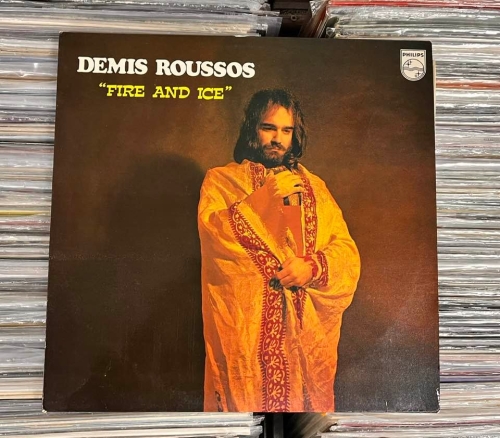 DEMIS ROUSSOS
"FIRE AND ICE"
PHILIPS